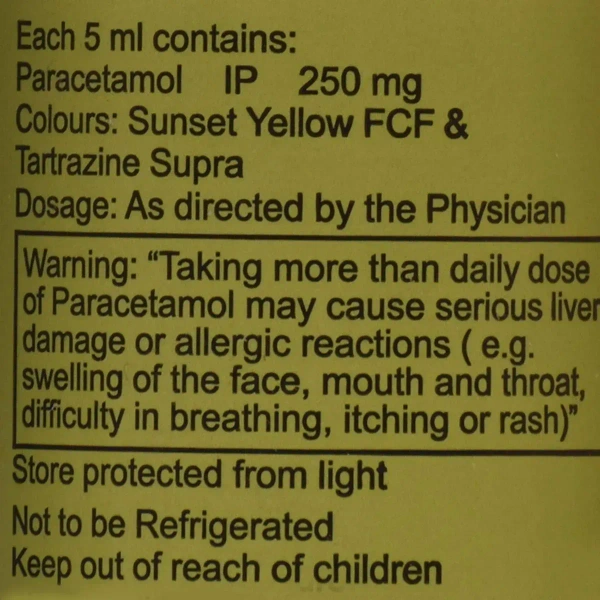 Each 5 ml contains:
Paracetamol IP 250 mg
Colours: Sunset Yellow FCF &
Tartrazine Supra
Dosage: As directed by the Physician
Warning: “Taking more than daily dose
of Paracetamol may cause serious liver
damage or allergic reactions ( e.g.
swelling of the face, mouth and throat,
difficulty in breathing, itching or rash)”
Store protected from light
Not to be Refrigerated
Keep out of reach of children